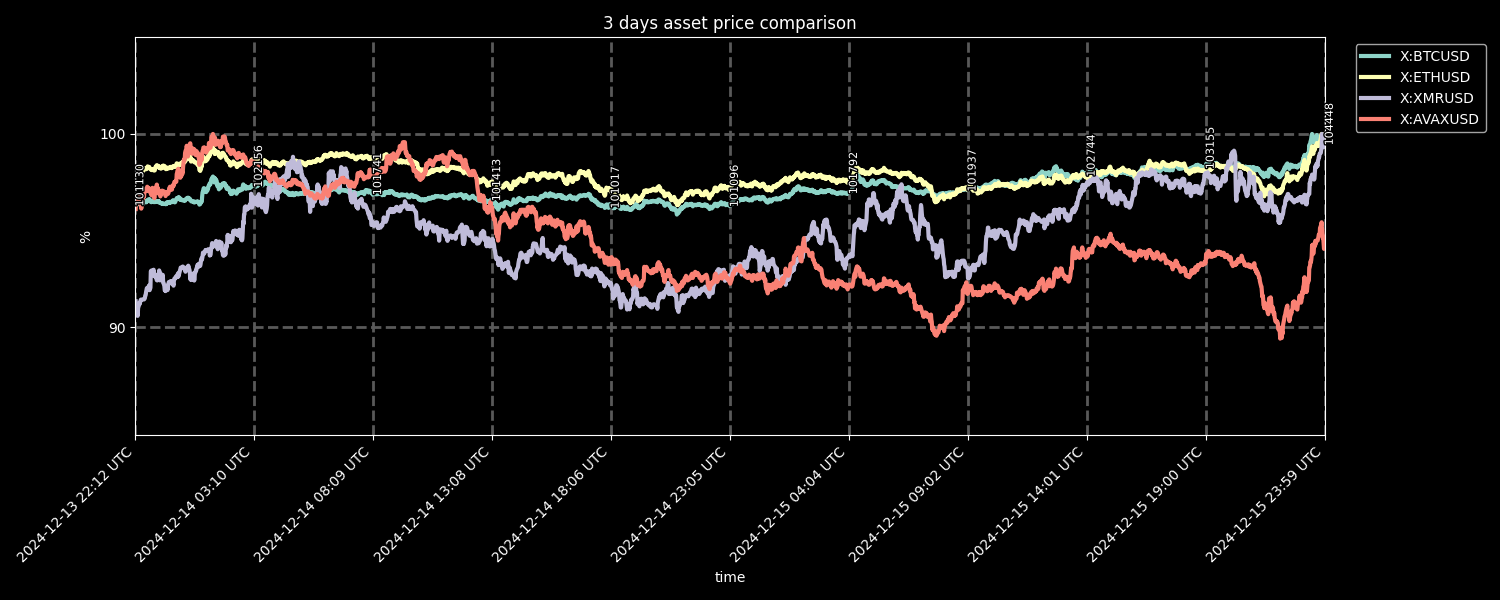 3 days asset price comparison
X:BTCUSD
X:ETHUSD
X:XMRUSD
X:AVAXUSD
100
90
%
101130
102156
101741
101413
101017
101096
101792
101937
102744
103155
104448
2024-12-13 22:12 UTC
2024-12-14 03:10 UTC
2024-12-14 08:09 UTC
2024-12-14 13:08 UTC
2024-12-14 18:06 UTC
2024-12-14 23:05 UTC
2024-12-15 04:04 UTC
2024-12-15 09:02 UTC
2024-12-15 14:01 UTC
2024-12-15 19:00 UTC
2024-12-15 23:59 UTC
time